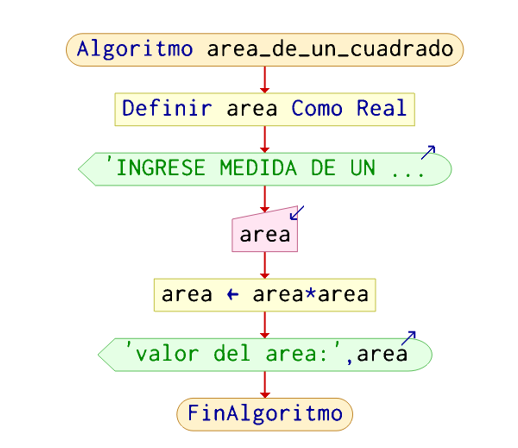 Algoritmo area_de_un_cuadrado
Definir area Como Real
'INGRESE MEDIDA DE UN ...
area
area ← area*area
'valor del area:',area
FinAlgoritmo